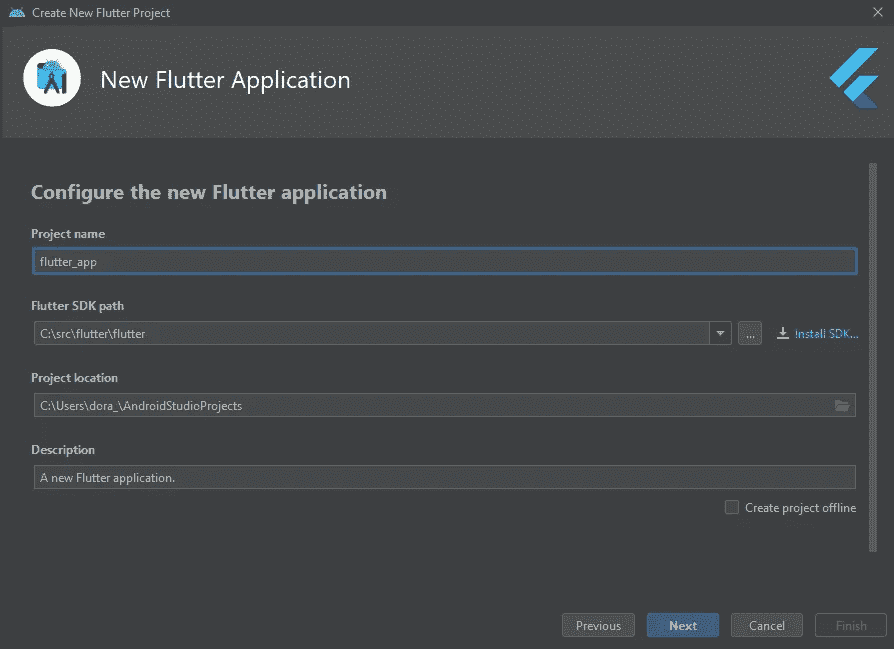 Create New Flutter Project
New Flutter Application
Configure the new Flutter application
Project name
flutter_app
Flutter SDK path
C:\src\flutter\flutter
...
Install SDK...
Project location
C:\Users\dora_\AndroidStudioProjects
Description
A new Flutter application.
Create project offline
Previous
Next
Cancel
Finish